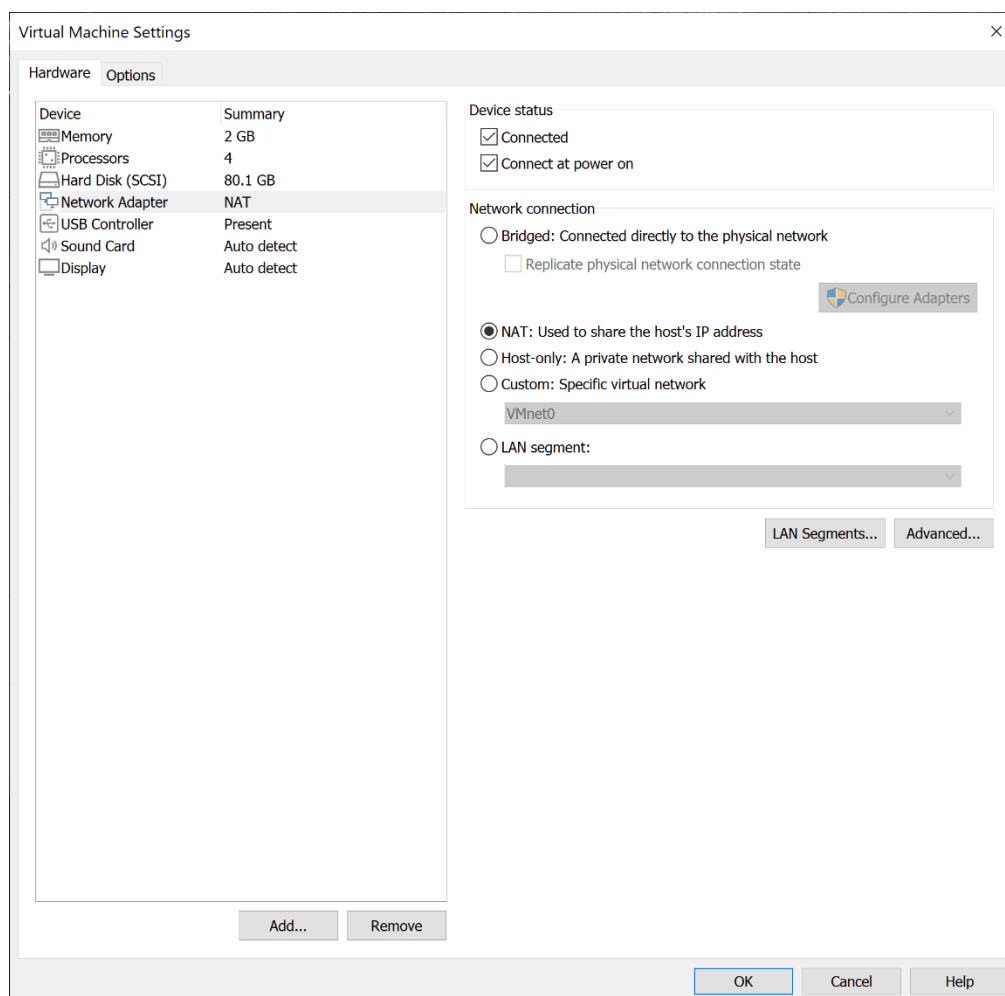 Virtual Machine Settings
Hardware Options
Device Summary
Memory 2 GB
Processors 4
Hard Disk (SCSI) 80.1 GB
Network Adapter NAT
USB Controller Present
Sound Card Auto detect
Display Auto detect
Add... Remove
Device status
Connected
Connect at power on
Network connection
Bridged: Connected directly to the physical network
Replicate physical network connection state
Configure Adapters
NAT: Used to share the host's IP address
Host-only: A private network shared with the host
Custom: Specific virtual network
VMnet0
LAN segment:
LAN Segments... Advanced...
OK Cancel Help